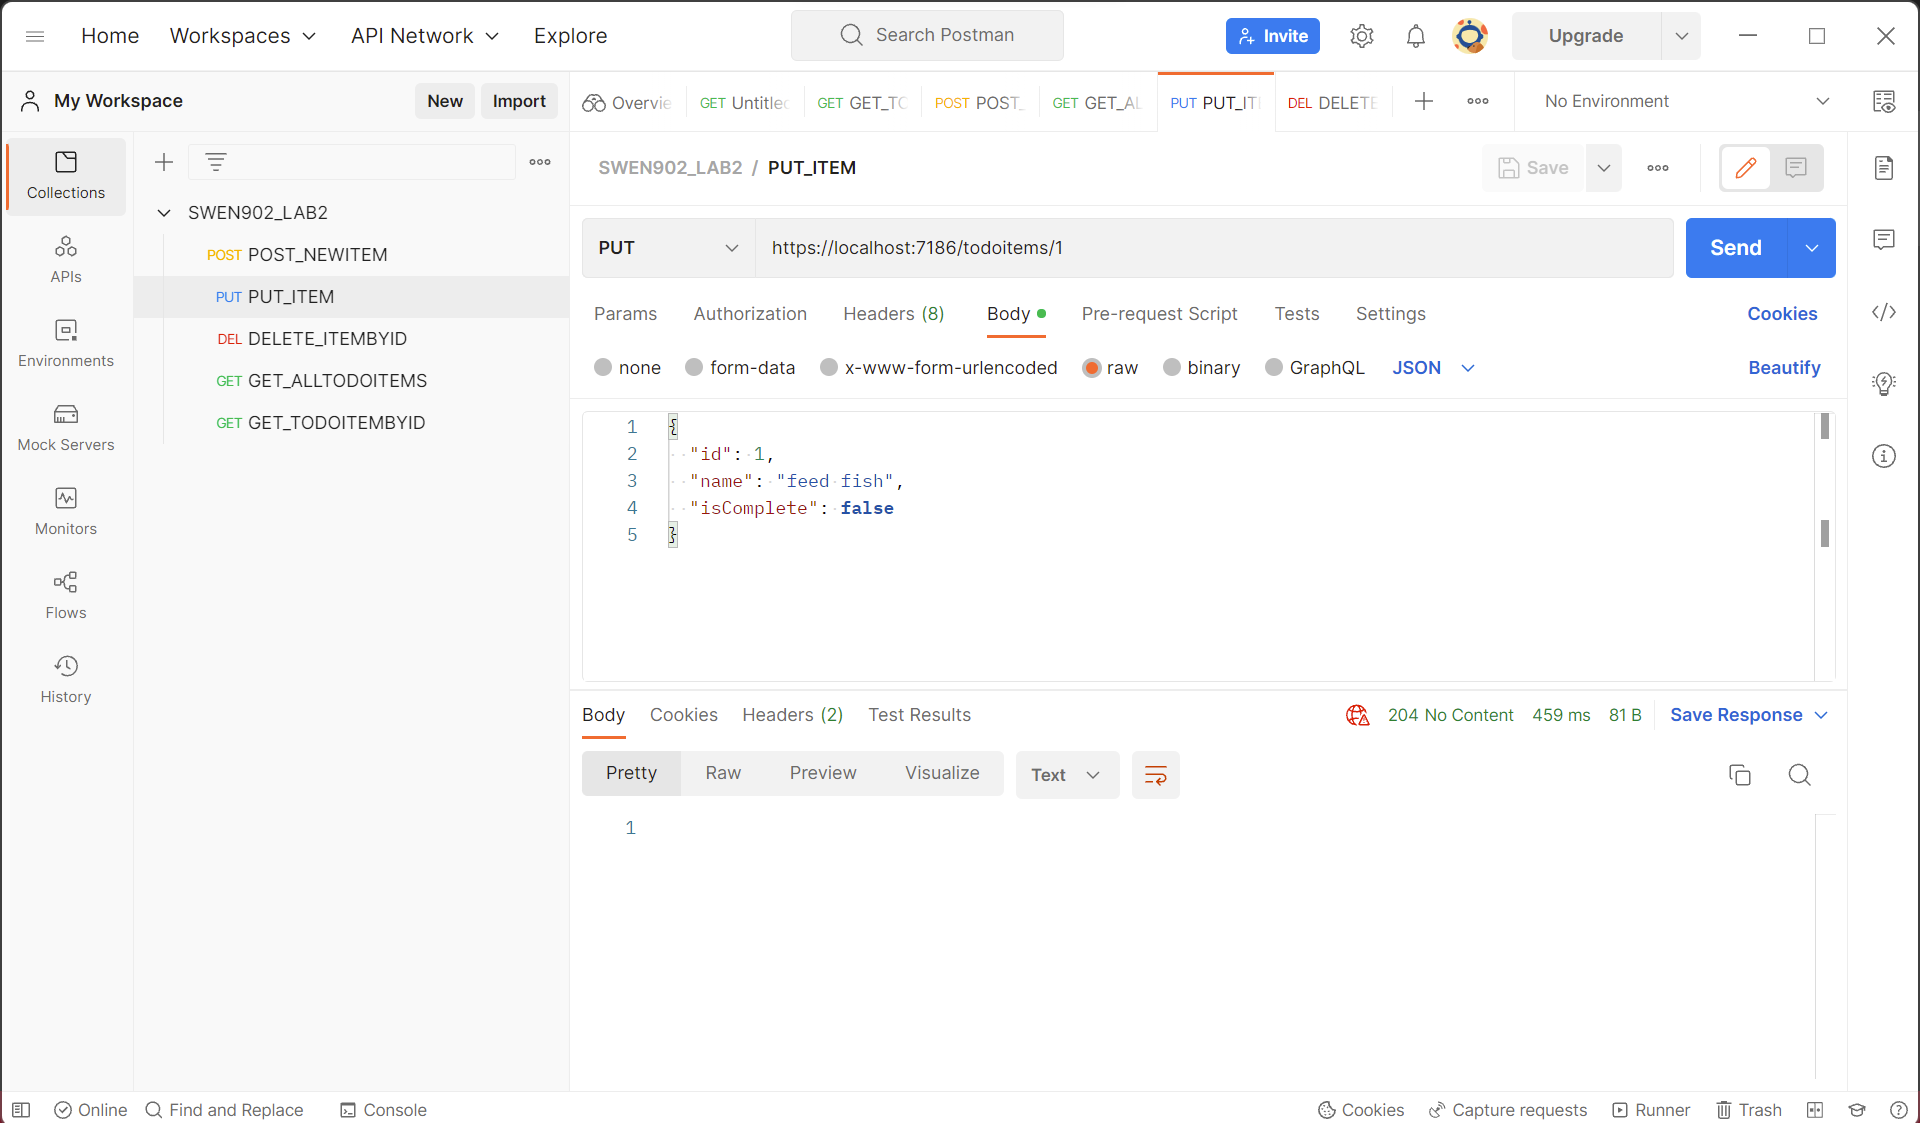 Home Workspaces API Network Explore Search Postman Invite Upgrade
My Workspace New Import
Overvie GET Untitled GET GET_TO POST POST_ GET GET_AL PUT PUT_IT DEL DELETE No Environment
Collections
APIs
Environments
Mock Servers
Monitors
Flows
History
SWEN902_LAB2
POST POST_NEWITEM
PUT PUT_ITEM
DEL DELETE_ITEMBYID
GET GET_ALLTODOITEMS
GET GET_TODOITEMBYID
SWEN902_LAB2 / PUT_ITEM Save
PUT https://localhost:7186/todoitems/1 Send
Params Authorization Headers (8) Body Pre-request Script Tests Settings Cookies
none form-data x-www-form-urlencoded raw binary GraphQL JSON Beautify
1 {
2 "id": 1,
3 "name": "feed fish",
4 "isComplete": false
5 }
Body Cookies Headers (2) Test Results 204 No Content 459 ms 81 B Save Response
Pretty Raw Preview Visualize Text
1
Online Find and Replace Console Cookies Capture requests Runner Trash